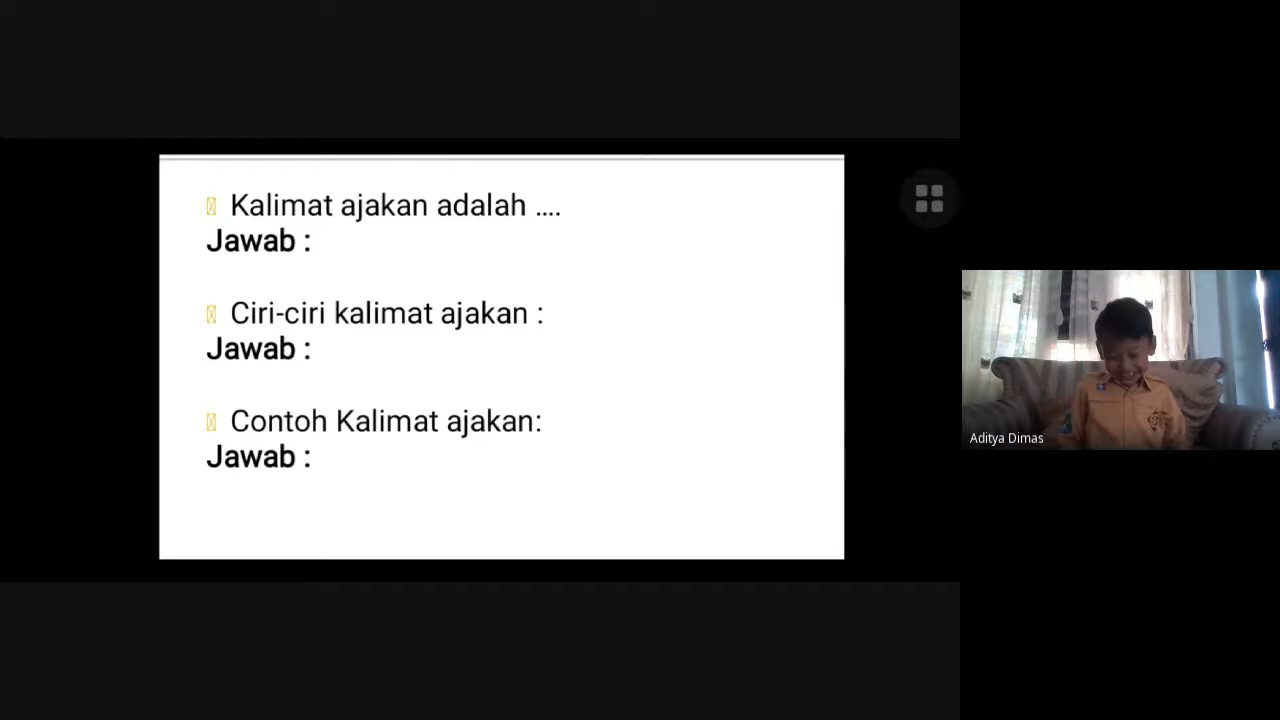 Kalimat ajakan adalah ....
Jawab :
Ciri-ciri kalimat ajakan :
Jawab :
Contoh Kalimat ajakan:
Jawab :
Aditya Dimas